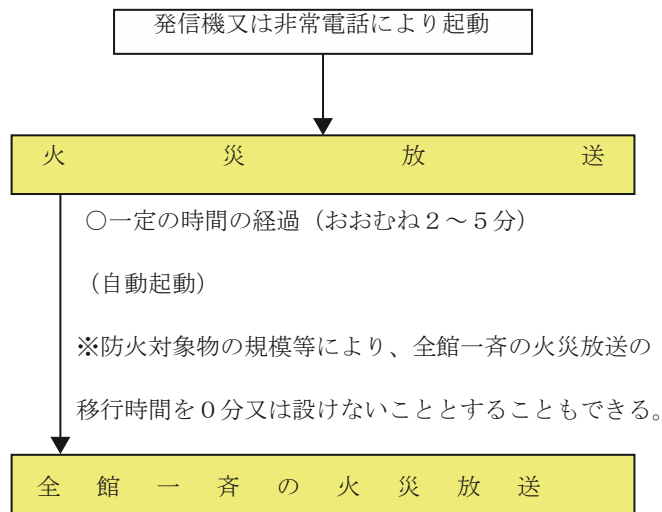 発信機又は非常電話により起動
火災放送
〇一定の時間の経過（おおむね２～５分）
（自動起動）
※防火対象物の規模等により、全館一斉の火災放送の
移行時間を０分又は設けないこととすることもできる。
全館一斉の火災放送